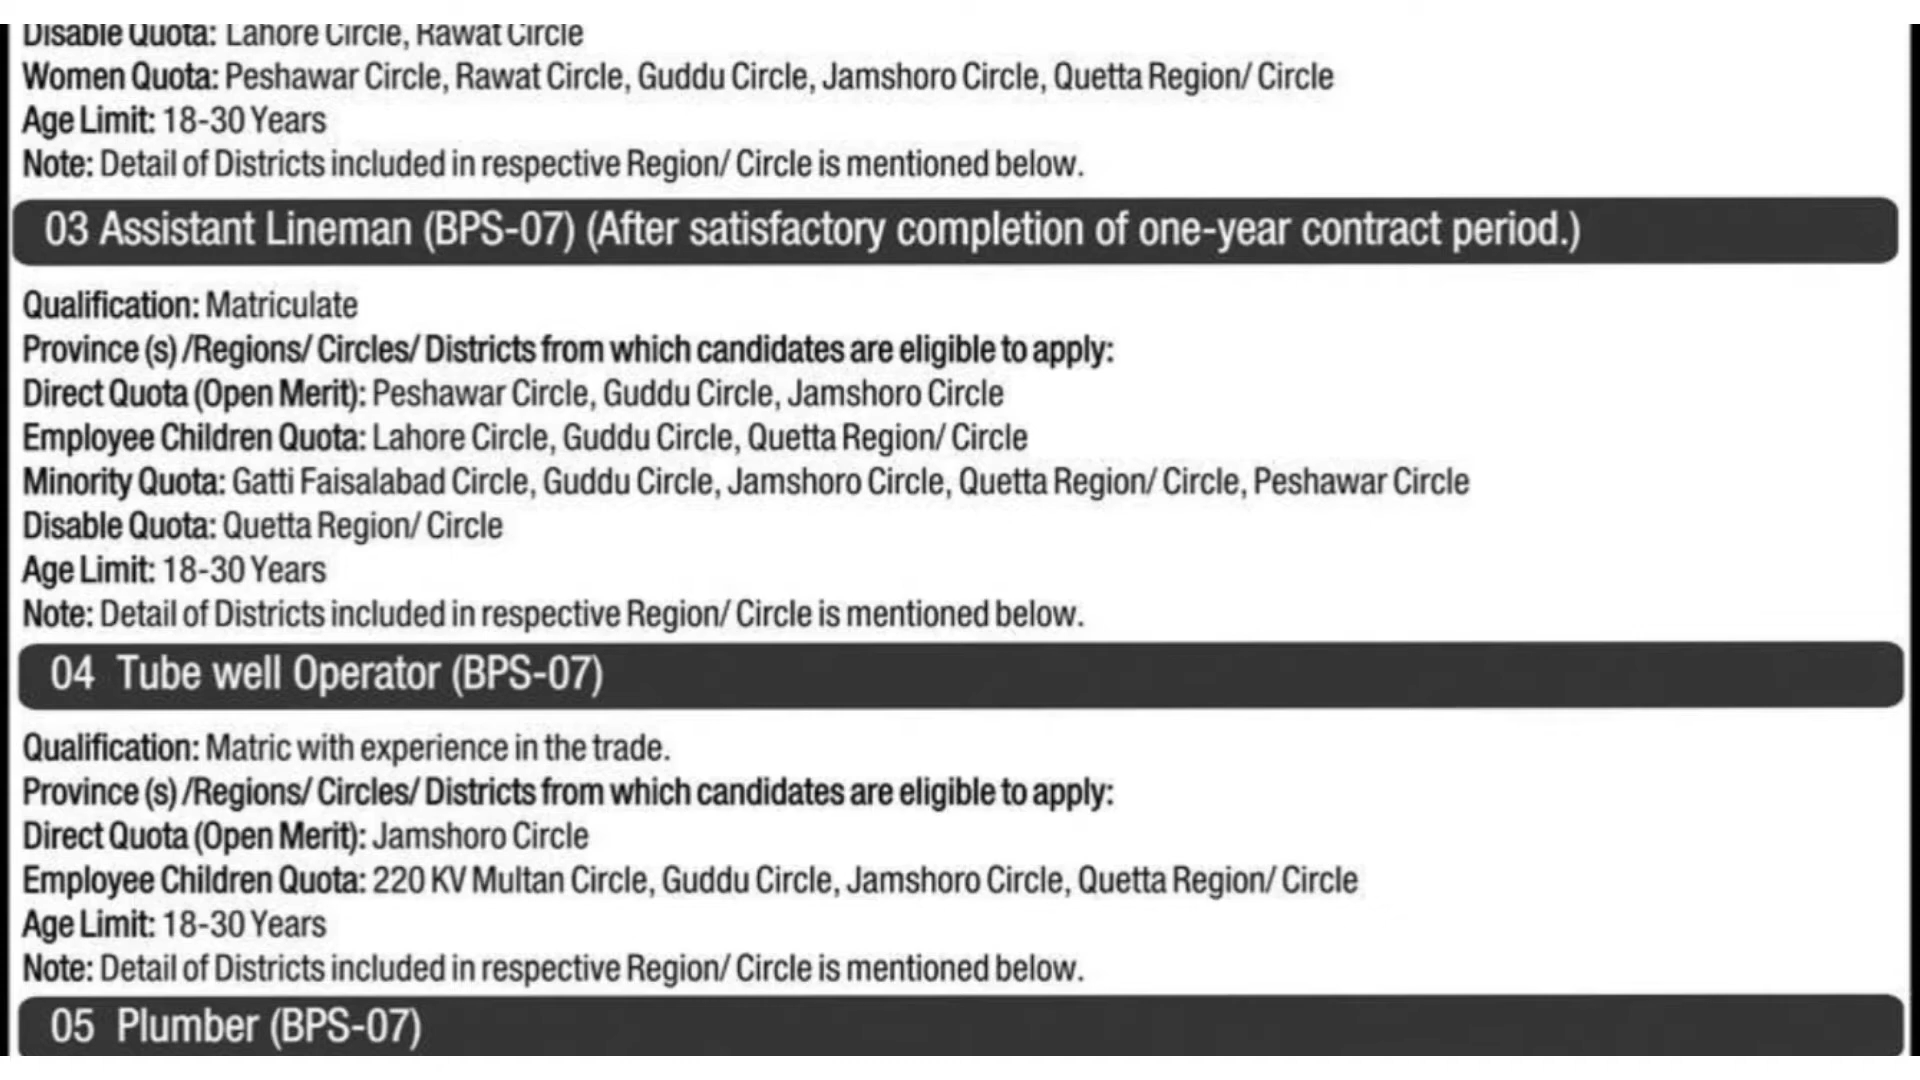 Disable Quota: Lahore Circle, Rawat Circle
Women Quota: Peshawar Circle, Rawat Circle, Guddu Circle, Jamshoro Circle, Quetta Region/ Circle
Age Limit: 18-30 Years
Note: Detail of Districts included in respective Region/ Circle is mentioned below.
03 Assistant Lineman (BPS-07) (After satisfactory completion of one-year contract period.)
Qualification: Matriculate
Province (s) /Regions/ Circles/ Districts from which candidates are eligible to apply:
Direct Quota (Open Merit): Peshawar Circle, Guddu Circle, Jamshoro Circle
Employee Children Quota: Lahore Circle, Guddu Circle, Quetta Region/ Circle
Minority Quota: Gatti Faisalabad Circle, Guddu Circle, Jamshoro Circle, Quetta Region/ Circle, Peshawar Circle
Disable Quota: Quetta Region/ Circle
Age Limit: 18-30 Years
Note: Detail of Districts included in respective Region/ Circle is mentioned below.
04 Tube well Operator (BPS-07)
Qualification: Matric with experience in the trade.
Province (s) /Regions/ Circles/ Districts from which candidates are eligible to apply:
Direct Quota (Open Merit): Jamshoro Circle
Employee Children Quota: 220 KV Multan Circle, Guddu Circle, Jamshoro Circle, Quetta Region/ Circle
Age Limit: 18-30 Years
Note: Detail of Districts included in respective Region/ Circle is mentioned below.
05 Plumber (BPS-07)